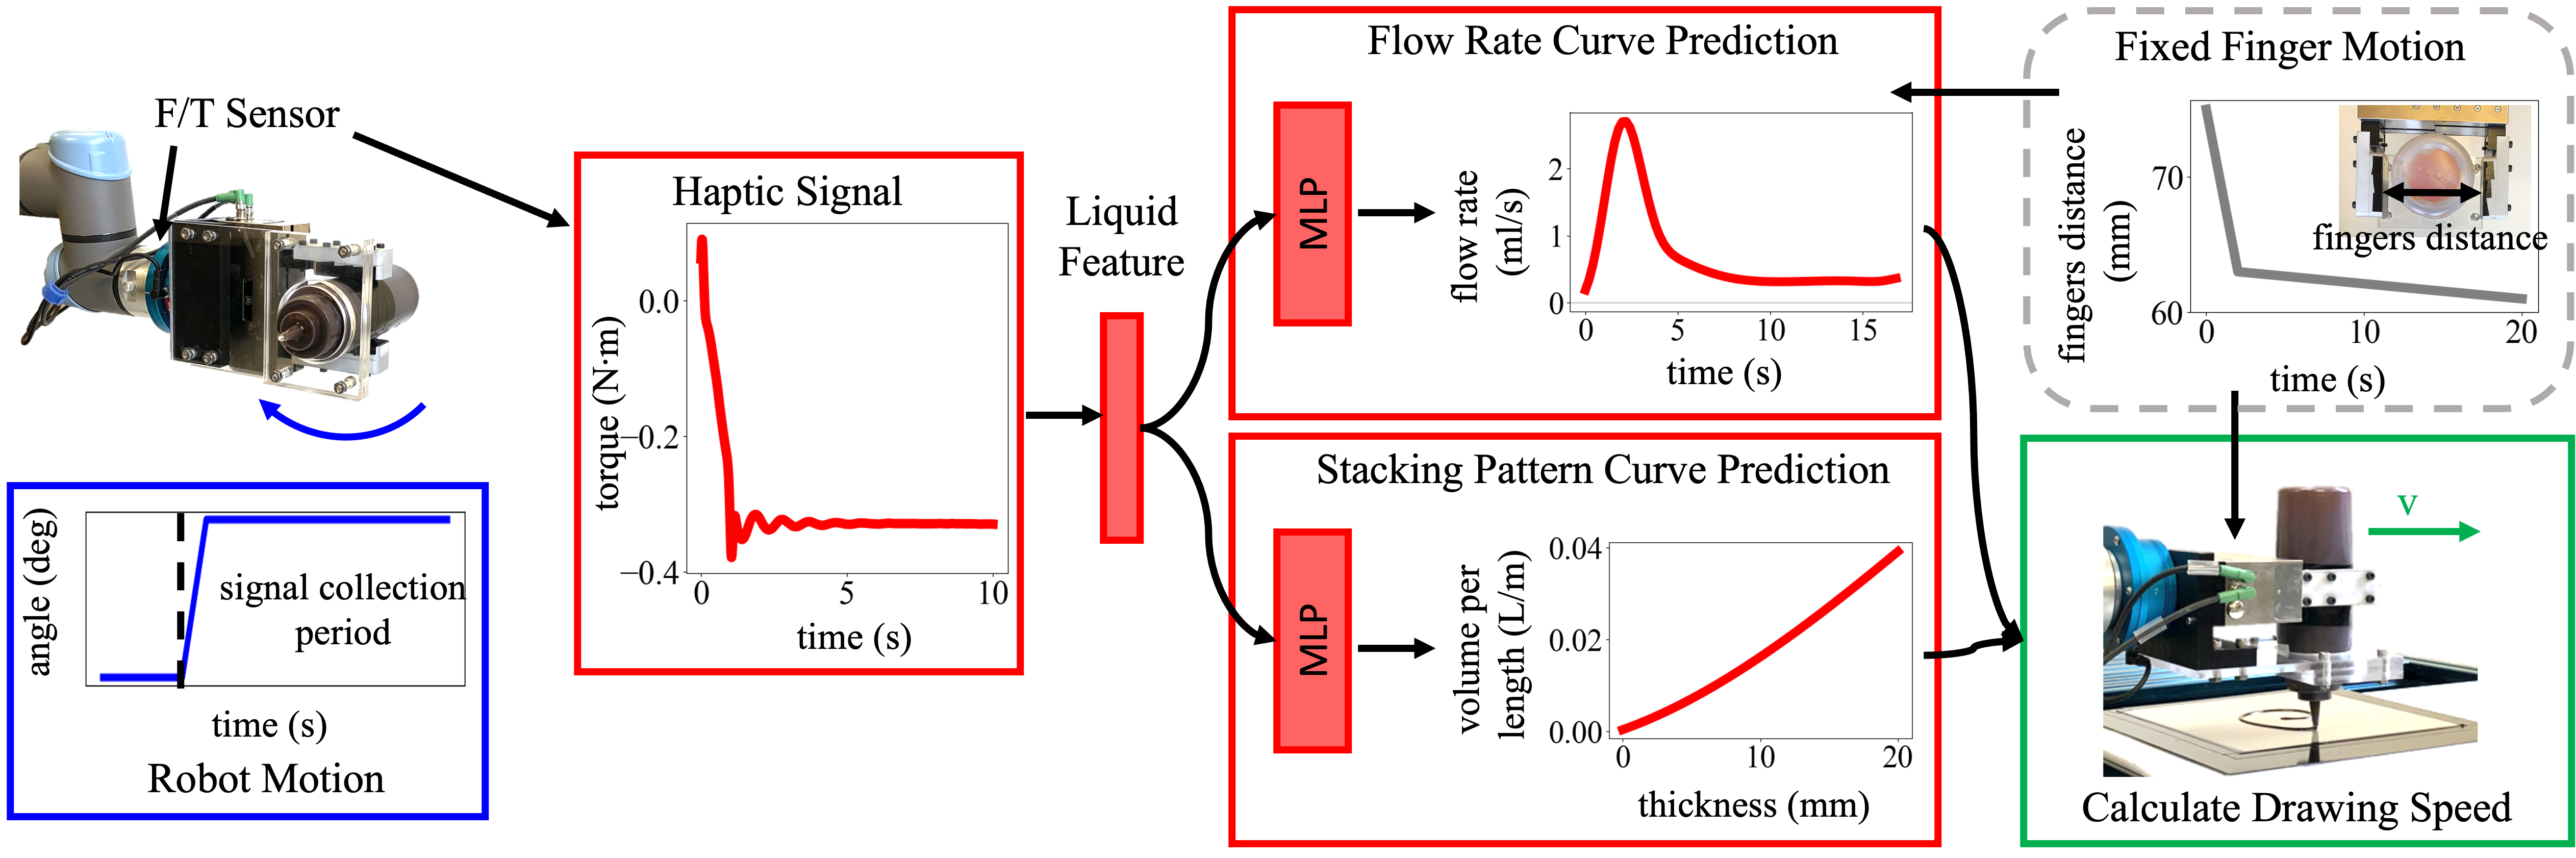 F/T Sensor
angle (deg)
signal collection
period
time (s)
Robot Motion
Haptic Signal
torque (N·m)
0.0
−0.2
−0.4
0 5 10
time (s)
Liquid
Feature
Flow Rate Curve Prediction
MLP
flow rate
(ml/s)
2
1
0
0 5 10 15
time (s)
Stacking Pattern Curve Prediction
MLP
volume per
length (L/m)
0.04
0.02
0.00
0 10 20
thickness (mm)
Fixed Finger Motion
fingers distance
(mm)
70
60
fingers distance
0 10 20
time (s)
v
Calculate Drawing Speed